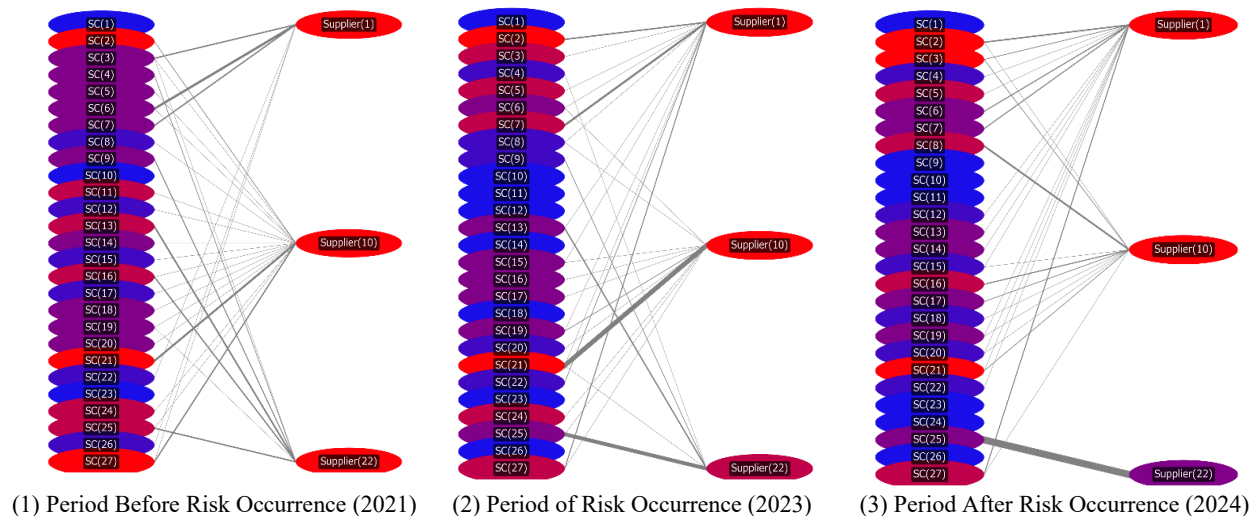 SC(1)
SC(2)
SC(3)
SC(4)
SC(5)
SC(6)
SC(7)
SC(8)
SC(9)
SC(10)
SC(11)
SC(12)
SC(13)
SC(14)
SC(15)
SC(16)
SC(17)
SC(18)
SC(19)
SC(20)
SC(21)
SC(22)
SC(23)
SC(24)
SC(25)
SC(26)
SC(27)
Supplier(1)
Supplier(10)
Supplier(22)
(1) Period Before Risk Occurrence (2021)
SC(1)
SC(2)
SC(3)
SC(4)
SC(5)
SC(6)
SC(7)
SC(8)
SC(9)
SC(10)
SC(11)
SC(12)
SC(13)
SC(14)
SC(15)
SC(16)
SC(17)
SC(18)
SC(19)
SC(20)
SC(21)
SC(22)
SC(23)
SC(24)
SC(25)
SC(26)
SC(27)
Supplier(1)
Supplier(10)
Supplier(22)
(2) Period of Risk Occurrence (2023)
SC(1)
SC(2)
SC(3)
SC(4)
SC(5)
SC(6)
SC(7)
SC(8)
SC(9)
SC(10)
SC(11)
SC(12)
SC(13)
SC(14)
SC(15)
SC(16)
SC(17)
SC(18)
SC(19)
SC(20)
SC(21)
SC(22)
SC(23)
SC(24)
SC(25)
SC(26)
SC(27)
Supplier(1)
Supplier(10)
Supplier(22)
(3) Period After Risk Occurrence (2024)